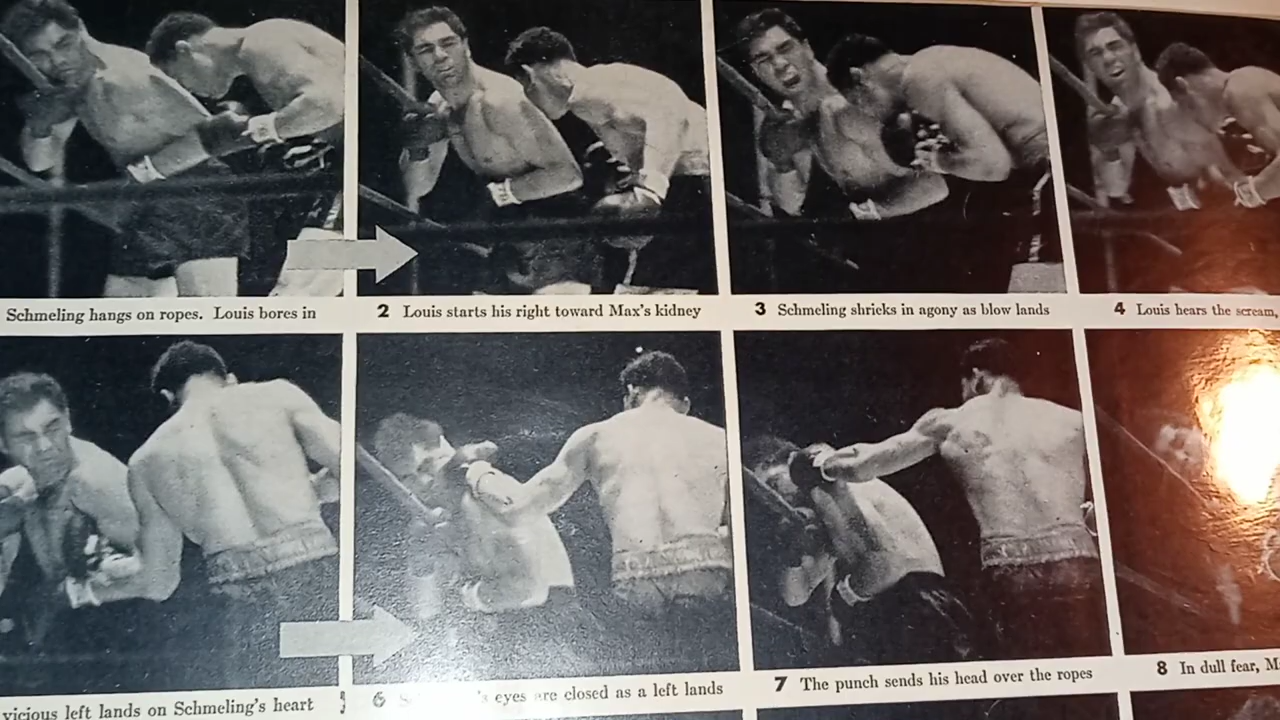 Schmeling hangs on ropes. Louis bores in
2 Louis starts his right toward Max's kidney
3 Schmeling shrieks in agony as blow lands
4 Louis hears the scream,
vicious left lands on Schmeling's heart
6 eyes are closed as a left lands
7 The punch sends his head over the ropes
8 In dull fear,